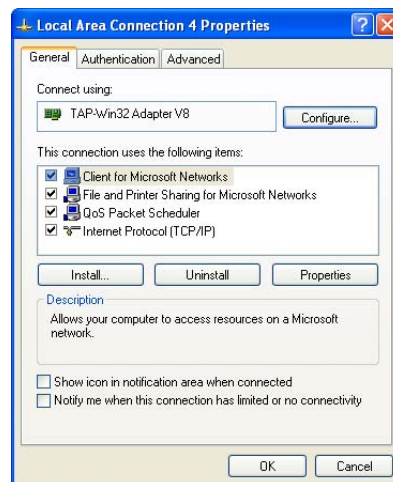 Local Area Connection 4 Properties
General Authentication Advanced
Connect using:
TAP-Win32 Adapter V8 Configure...
This connection uses the following items:
Client for Microsoft Networks
File and Printer Sharing for Microsoft Networks
QoS Packet Scheduler
Internet Protocol (TCP/IP)
Install... Uninstall Properties
Description
Allows your computer to access resources on a Microsoft
network.
Show icon in notification area when connected
Notify me when this connection has limited or no connectivity
OK Cancel